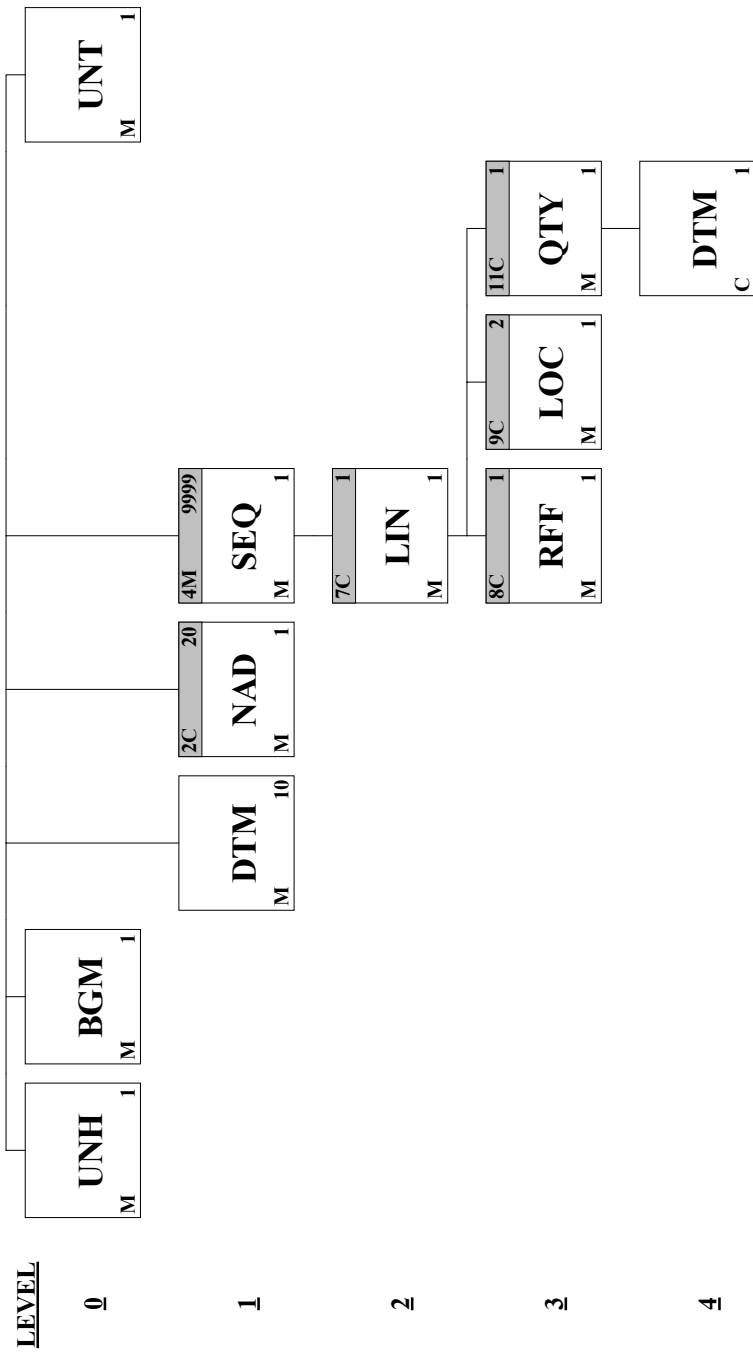 LEVEL
0
UNH
M 1
BGM
M 1
UNT
M 1
1
DTM
M 10
2C 20
NAD
M 1
4M 9999
SEQ
M 1
2
7C 1
LIN
M 1
3
8C 1
RFF
M 1
9C 2
LOC
M 1
11C 1
QTY
M 1
4
DTM
C 1